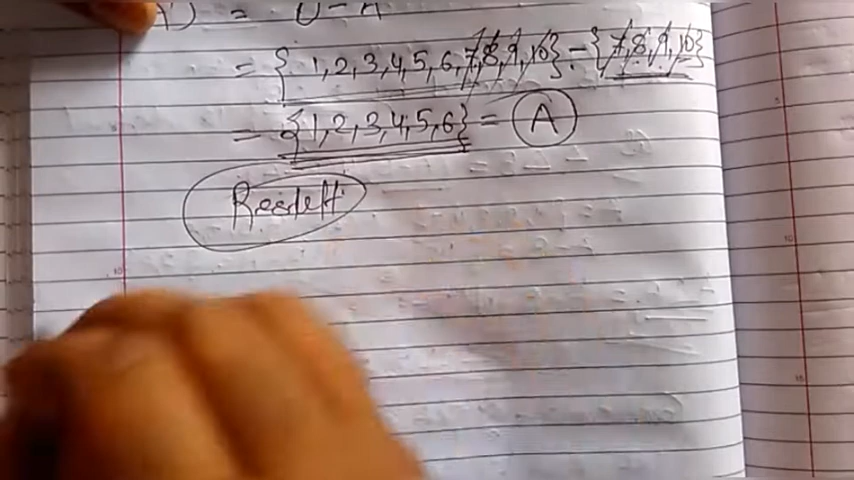 ') = U - A'
= { 1,2,3,4,5,6,7,8,9,10} - {7,8,9,10}
= {1,2,3,4,5,6} = A